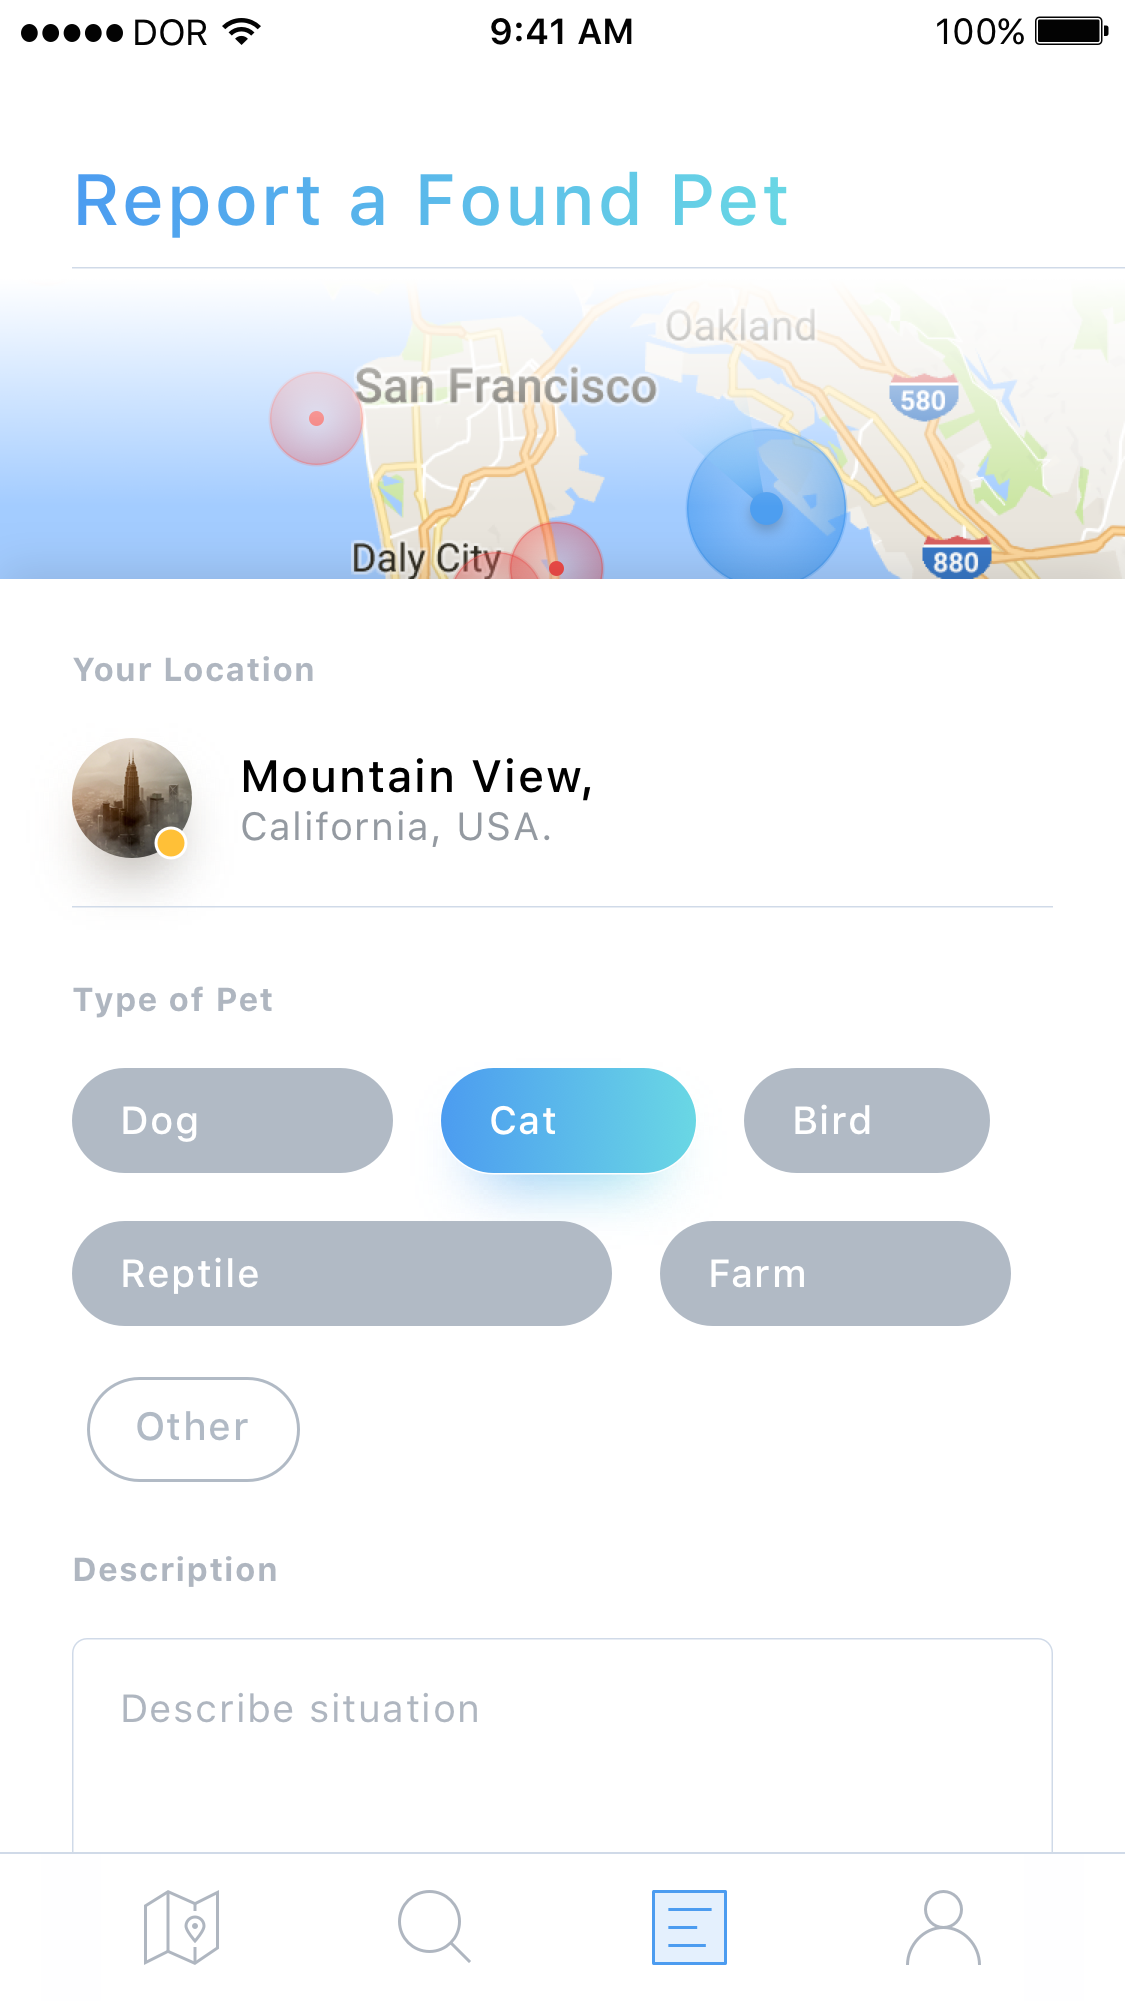 DOR 9:41 AM 100%
Report a Found Pet
Oakland
San Francisco
580
Daly City
880
Your Location
Mountain View,
California, USA.
Type of Pet
Dog Cat Bird
Reptile Farm
Other
Description
Describe situation